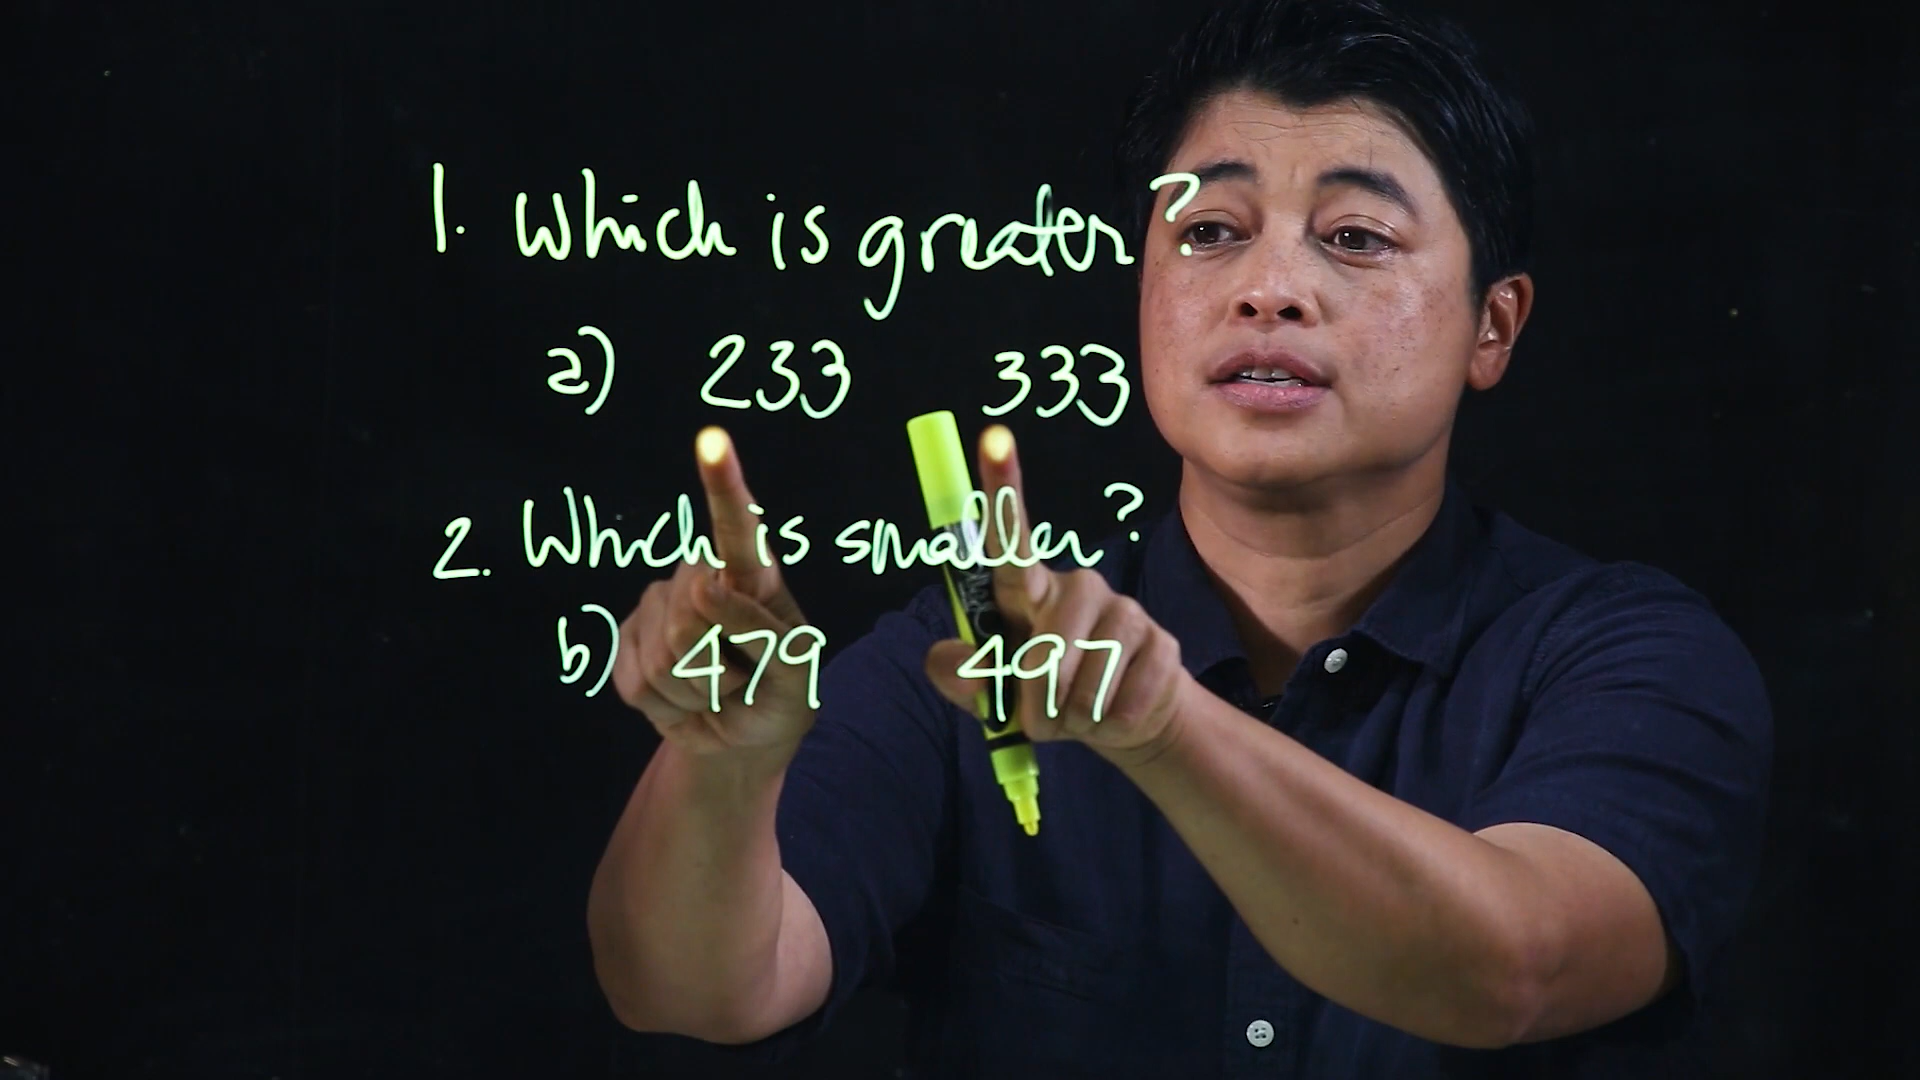 1. Which is greater?
a) 233 333
2. Which is smaller?
b) 479 497